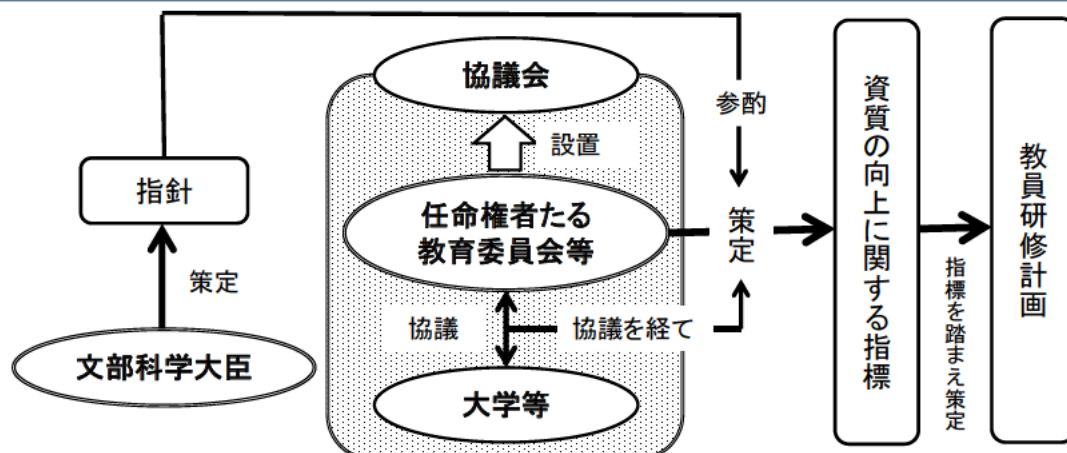 協議会
参酌
設置
指針
任命権者たる
教育委員会等
策定
策定
協議
協議を経て
文部科学大臣
大学等
資質の向上に関する指標
指標を踏まえ策定
教員研修計画